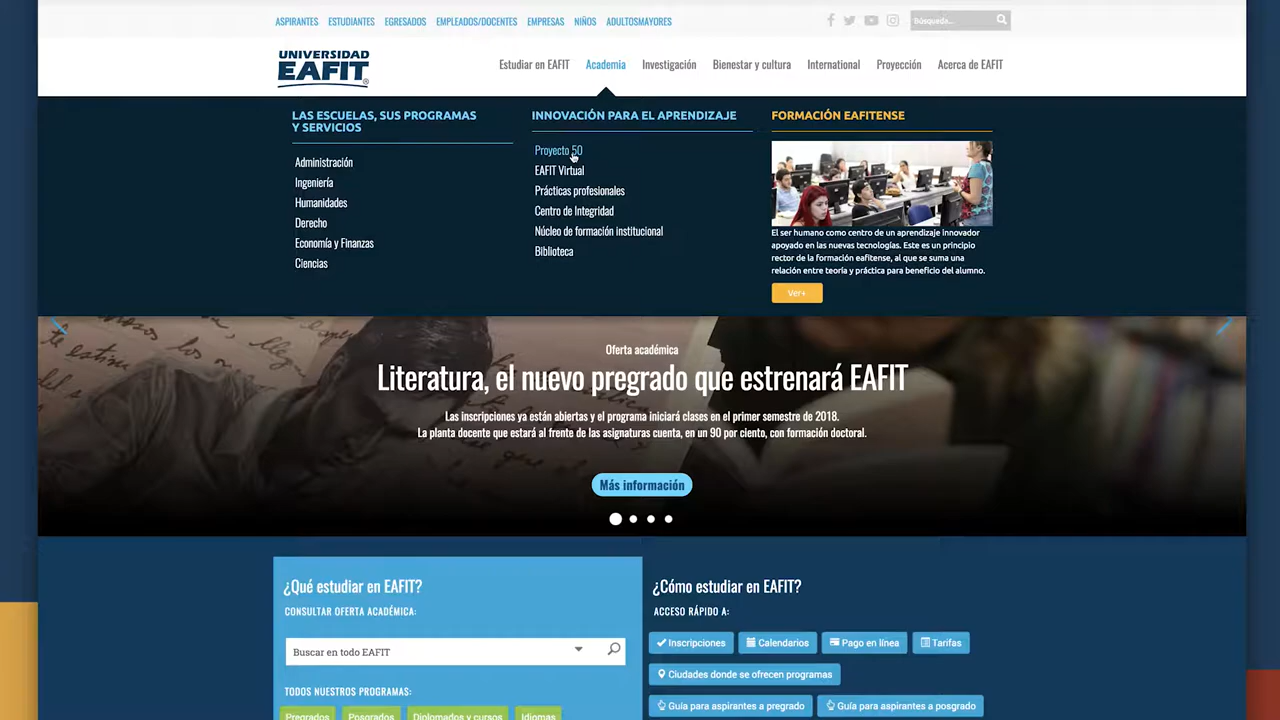 ASPIRANTES ESTUDIANTES EGRESADOS EMPLEADOS/DOCENTES EMPRESAS NIÑOS ADULTOSMAYORES
Búsqueda...
UNIVERSIDAD
EAFIT®
Estudiar en EAFIT Academia Investigación Bienestar y cultura International Proyección Acerca de EAFIT
LAS ESCUELAS, SUS PROGRAMAS
Y SERVICIOS
Administración
Ingeniería
Humanidades
Derecho
Economía y Finanzas
Ciencias
INNOVACIÓN PARA EL APRENDIZAJE
Proyecto 50
EAFIT Virtual
Prácticas profesionales
Centro de Integridad
Núcleo de formación institucional
Biblioteca
FORMACIÓN EAFITENSE
El ser humano como centro de un aprendizaje innovador
apoyado en las nuevas tecnologías. Este es un principio
rector de la formación eafitense, al que se suma una
relación entre teoría y práctica para beneficio del alumno.
Ver+
Oferta académica
Literatura, el nuevo pregrado que estrenará EAFIT
Las inscripciones ya están abiertas y el programa iniciará clases en el primer semestre de 2018.
La planta docente que estará al frente de las asignaturas cuenta, en un 90 por ciento, con formación doctoral.
Más información
¿Qué estudiar en EAFIT?
CONSULTAR OFERTA ACADÉMICA:
Buscar en todo EAFIT
TODOS NUESTROS PROGRAMAS:
Pregrados Posgrados Diplomados y cursos Idiomas
¿Cómo estudiar en EAFIT?
ACCESO RÁPIDO A:
Inscripciones Calendarios Pago en línea Tarifas
Ciudades donde se ofrecen programas
Guía para aspirantes a pregrado Guía para aspirantes a posgrado